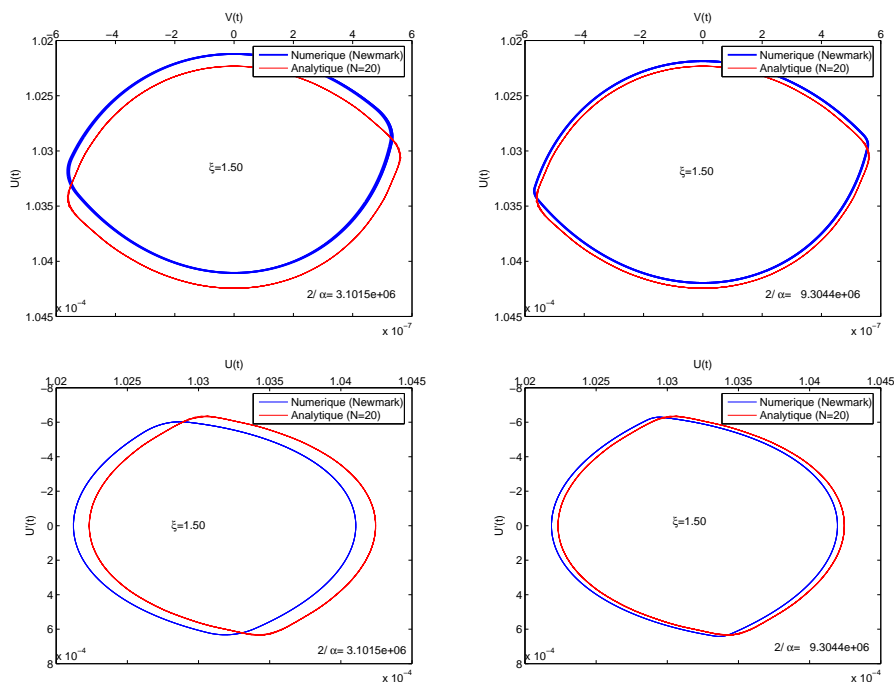 V(t)
−6 −4 −2 0 2 4 6
1.02
1.025
1.03
1.035
1.04
1.045
x 10⁻⁴
U(t)
Numerique (Newmark)
Analytique (N=20)
ξ=1.50
2/ α= 3.1015e+06
x 10⁻⁷
V(t)
−6 −4 −2 0 2 4 6
1.02
1.025
1.03
1.035
1.04
1.045
x 10⁻⁴
U(t)
Numerique (Newmark)
Analytique (N=20)
ξ=1.50
2/ α= 9.3044e+06
x 10⁻⁷
U(t)
1.02 1.025 1.03 1.035 1.04 1.045
−8
−6
−4
−2
0
2
4
6
8
x 10⁻⁴
U'(t)
Numerique (Newmark)
Analytique (N=20)
ξ=1.50
2/ α= 3.1015e+06
x 10⁻⁴
U(t)
1.02 1.025 1.03 1.035 1.04 1.045
−8
−6
−4
−2
0
2
4
6
8
x 10⁻⁴
U'(t)
Numerique (Newmark)
Analytique (N=20)
ξ=1.50
2/ α= 9.3044e+06
x 10⁻⁴